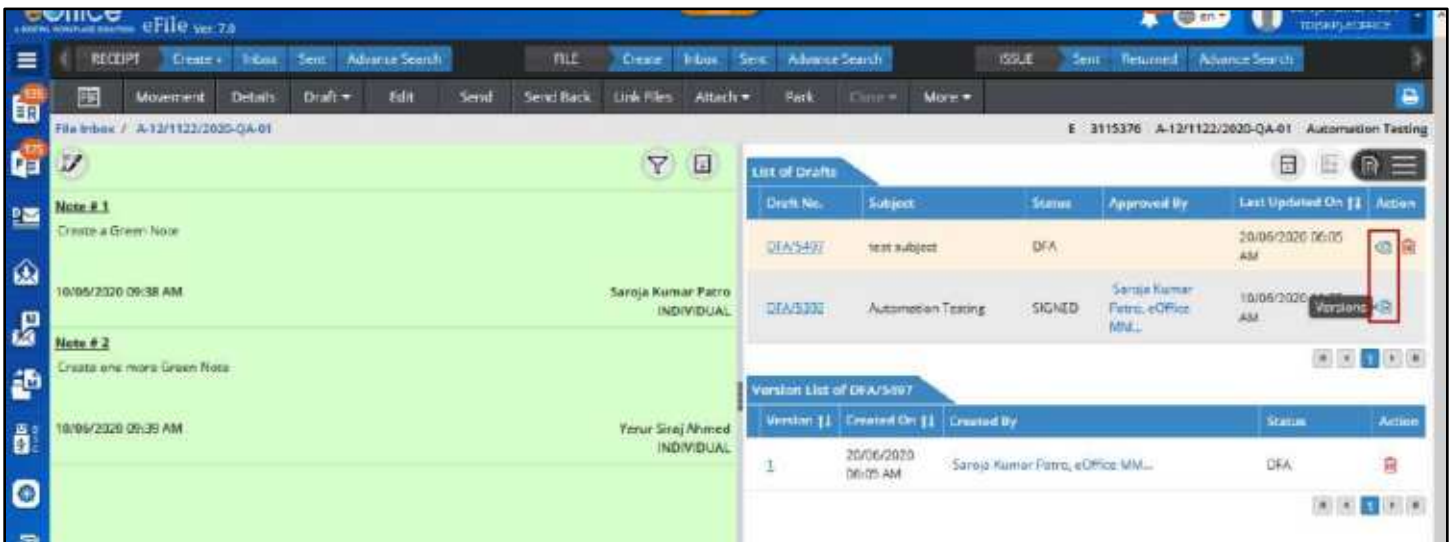 eOffice
eFile Ver 7.0
en
RECEIPT Create Inbox Sent Advance Search FILE Create Inbox Sent Advance Search ISSUE Sent Returned Advance Search
Movement Details Draft Edit Send Send Back Link Files Attach Park Close More
File Inbox / A-12/1122/2020-QA-01
E 3115376 A-12/1122/2020-QA-01 Automation Testing
Note # 1
Create a Green Note
10/06/2020 09:38 AM
Saroja Kumar Patro
INDIVIDUAL
Note # 2
Create one more Green Note
10/06/2020 09:39 AM
Yerur Siraj Ahmed
INDIVIDUAL
List of Drafts
Draft No. Subject Status Approved By Last Updated On Action
DFA/5497 test subject DFA 20/06/2020 06:05
AM
Automation Testing SIGNED Saroja Kumar
Patro, eOffice
MM...
10/06/2020
AM
Versions
1
Version List of DFA/5497
Version Created On Created By Status Action
1 20/06/2020
06:05 AM
Saroja Kumar Patro, eOffice MM... DFA
1